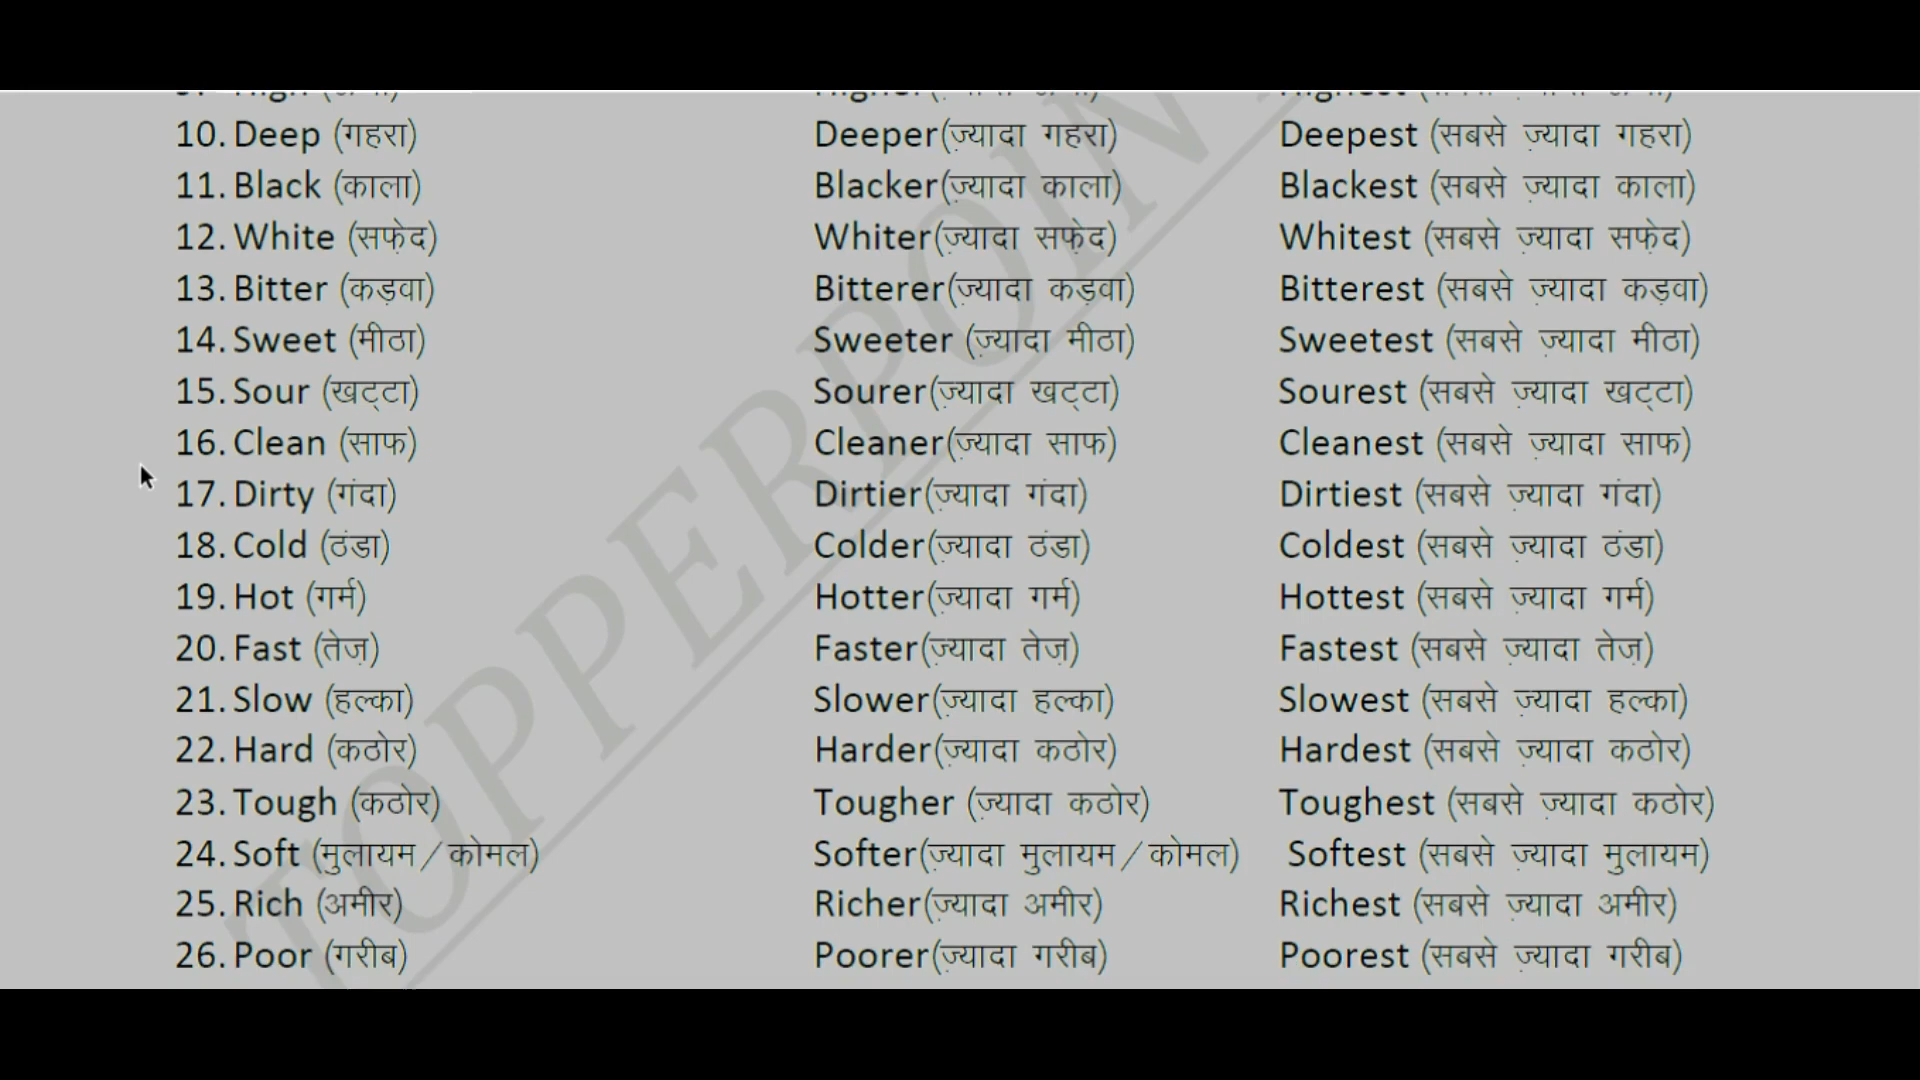 10. Deep (गहरा) Deeper(ज़्यादा गहरा) Deepest (सबसे ज़्यादा गहरा)
11. Black (काला) Blacker(ज़्यादा काला) Blackest (सबसे ज़्यादा काला)
12. White (सफ़ेद) Whiter(ज़्यादा सफ़ेद) Whitest (सबसे ज़्यादा सफ़ेद)
13. Bitter (कड़वा) Bitterer(ज़्यादा कड़वा) Bitterest (सबसे ज़्यादा कड़वा)
14. Sweet (मीठा) Sweeter (ज़्यादा मीठा) Sweetest (सबसे ज़्यादा मीठा)
15. Sour (खट्टा) Sourer(ज़्यादा खट्टा) Sourest (सबसे ज़्यादा खट्टा)
16. Clean (साफ) Cleaner(ज़्यादा साफ) Cleanest (सबसे ज़्यादा साफ)
17. Dirty (गंदा) Dirtier(ज़्यादा गंदा) Dirtiest (सबसे ज़्यादा गंदा)
18. Cold (ठंडा) Colder(ज़्यादा ठंडा) Coldest (सबसे ज़्यादा ठंडा)
19. Hot (गर्म) Hotter(ज़्यादा गर्म) Hottest (सबसे ज़्यादा गर्म)
20. Fast (तेज़) Faster(ज़्यादा तेज़) Fastest (सबसे ज़्यादा तेज़)
21. Slow (हल्का) Slower(ज़्यादा हल्का) Slowest (सबसे ज़्यादा हल्का)
22. Hard (कठोर) Harder(ज़्यादा कठोर) Hardest (सबसे ज़्यादा कठोर)
23. Tough (कठोर) Tougher (ज़्यादा कठोर) Toughest (सबसे ज़्यादा कठोर)
24. Soft (मुलायम/कोमल) Softer(ज़्यादा मुलायम/कोमल) Softest (सबसे ज़्यादा मुलायम)
25. Rich (अमीर) Richer(ज़्यादा अमीर) Richest (सबसे ज़्यादा अमीर)
26. Poor (गरीब) Poorer(ज़्यादा गरीब) Poorest (सबसे ज़्यादा गरीब)